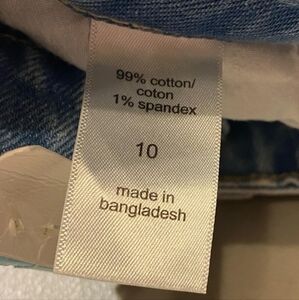 99% cotton/
coton
1% spandex
10
made in
bangladesh